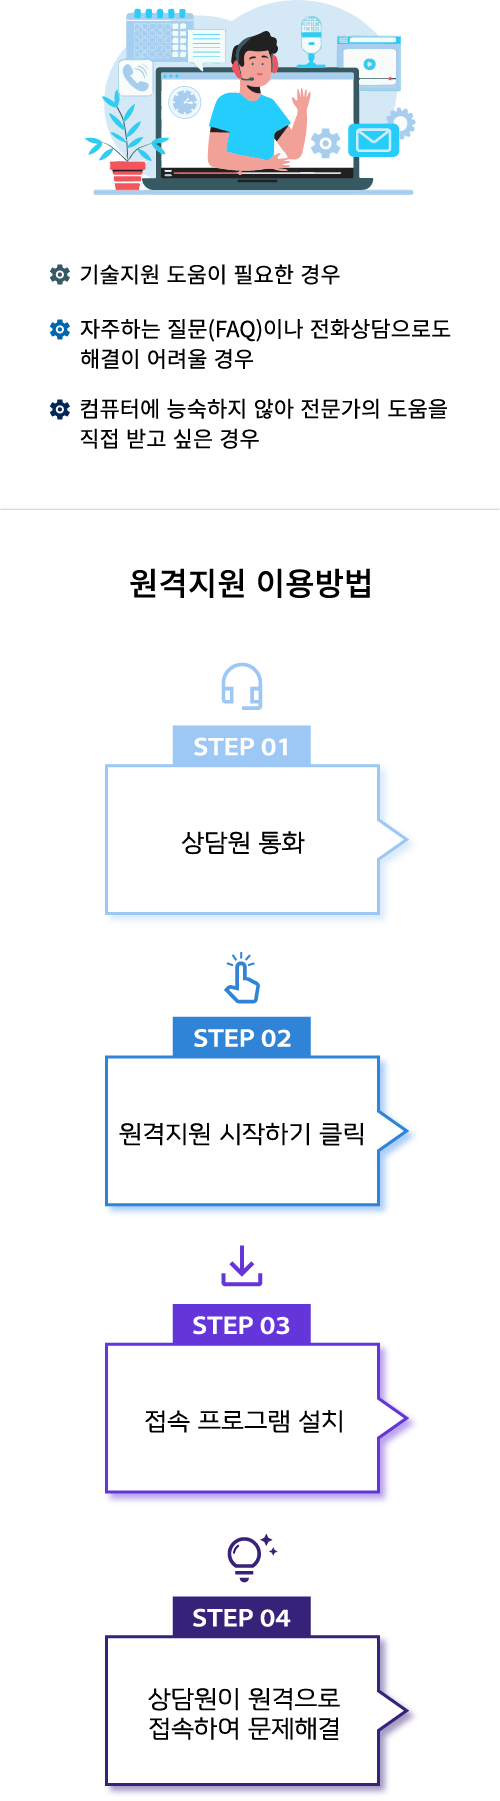 기술지원 도움이 필요한 경우
자주하는 질문(FAQ)이나 전화상담으로도
해결이 어려울 경우
컴퓨터에 능숙하지 않아 전문가의 도움을
직접 받고 싶은 경우
원격지원 이용방법
STEP 01
상담원 통화
STEP 02
원격지원 시작하기 클릭
STEP 03
접속 프로그램 설치
STEP 04
상담원이 원격으로
접속하여 문제해결